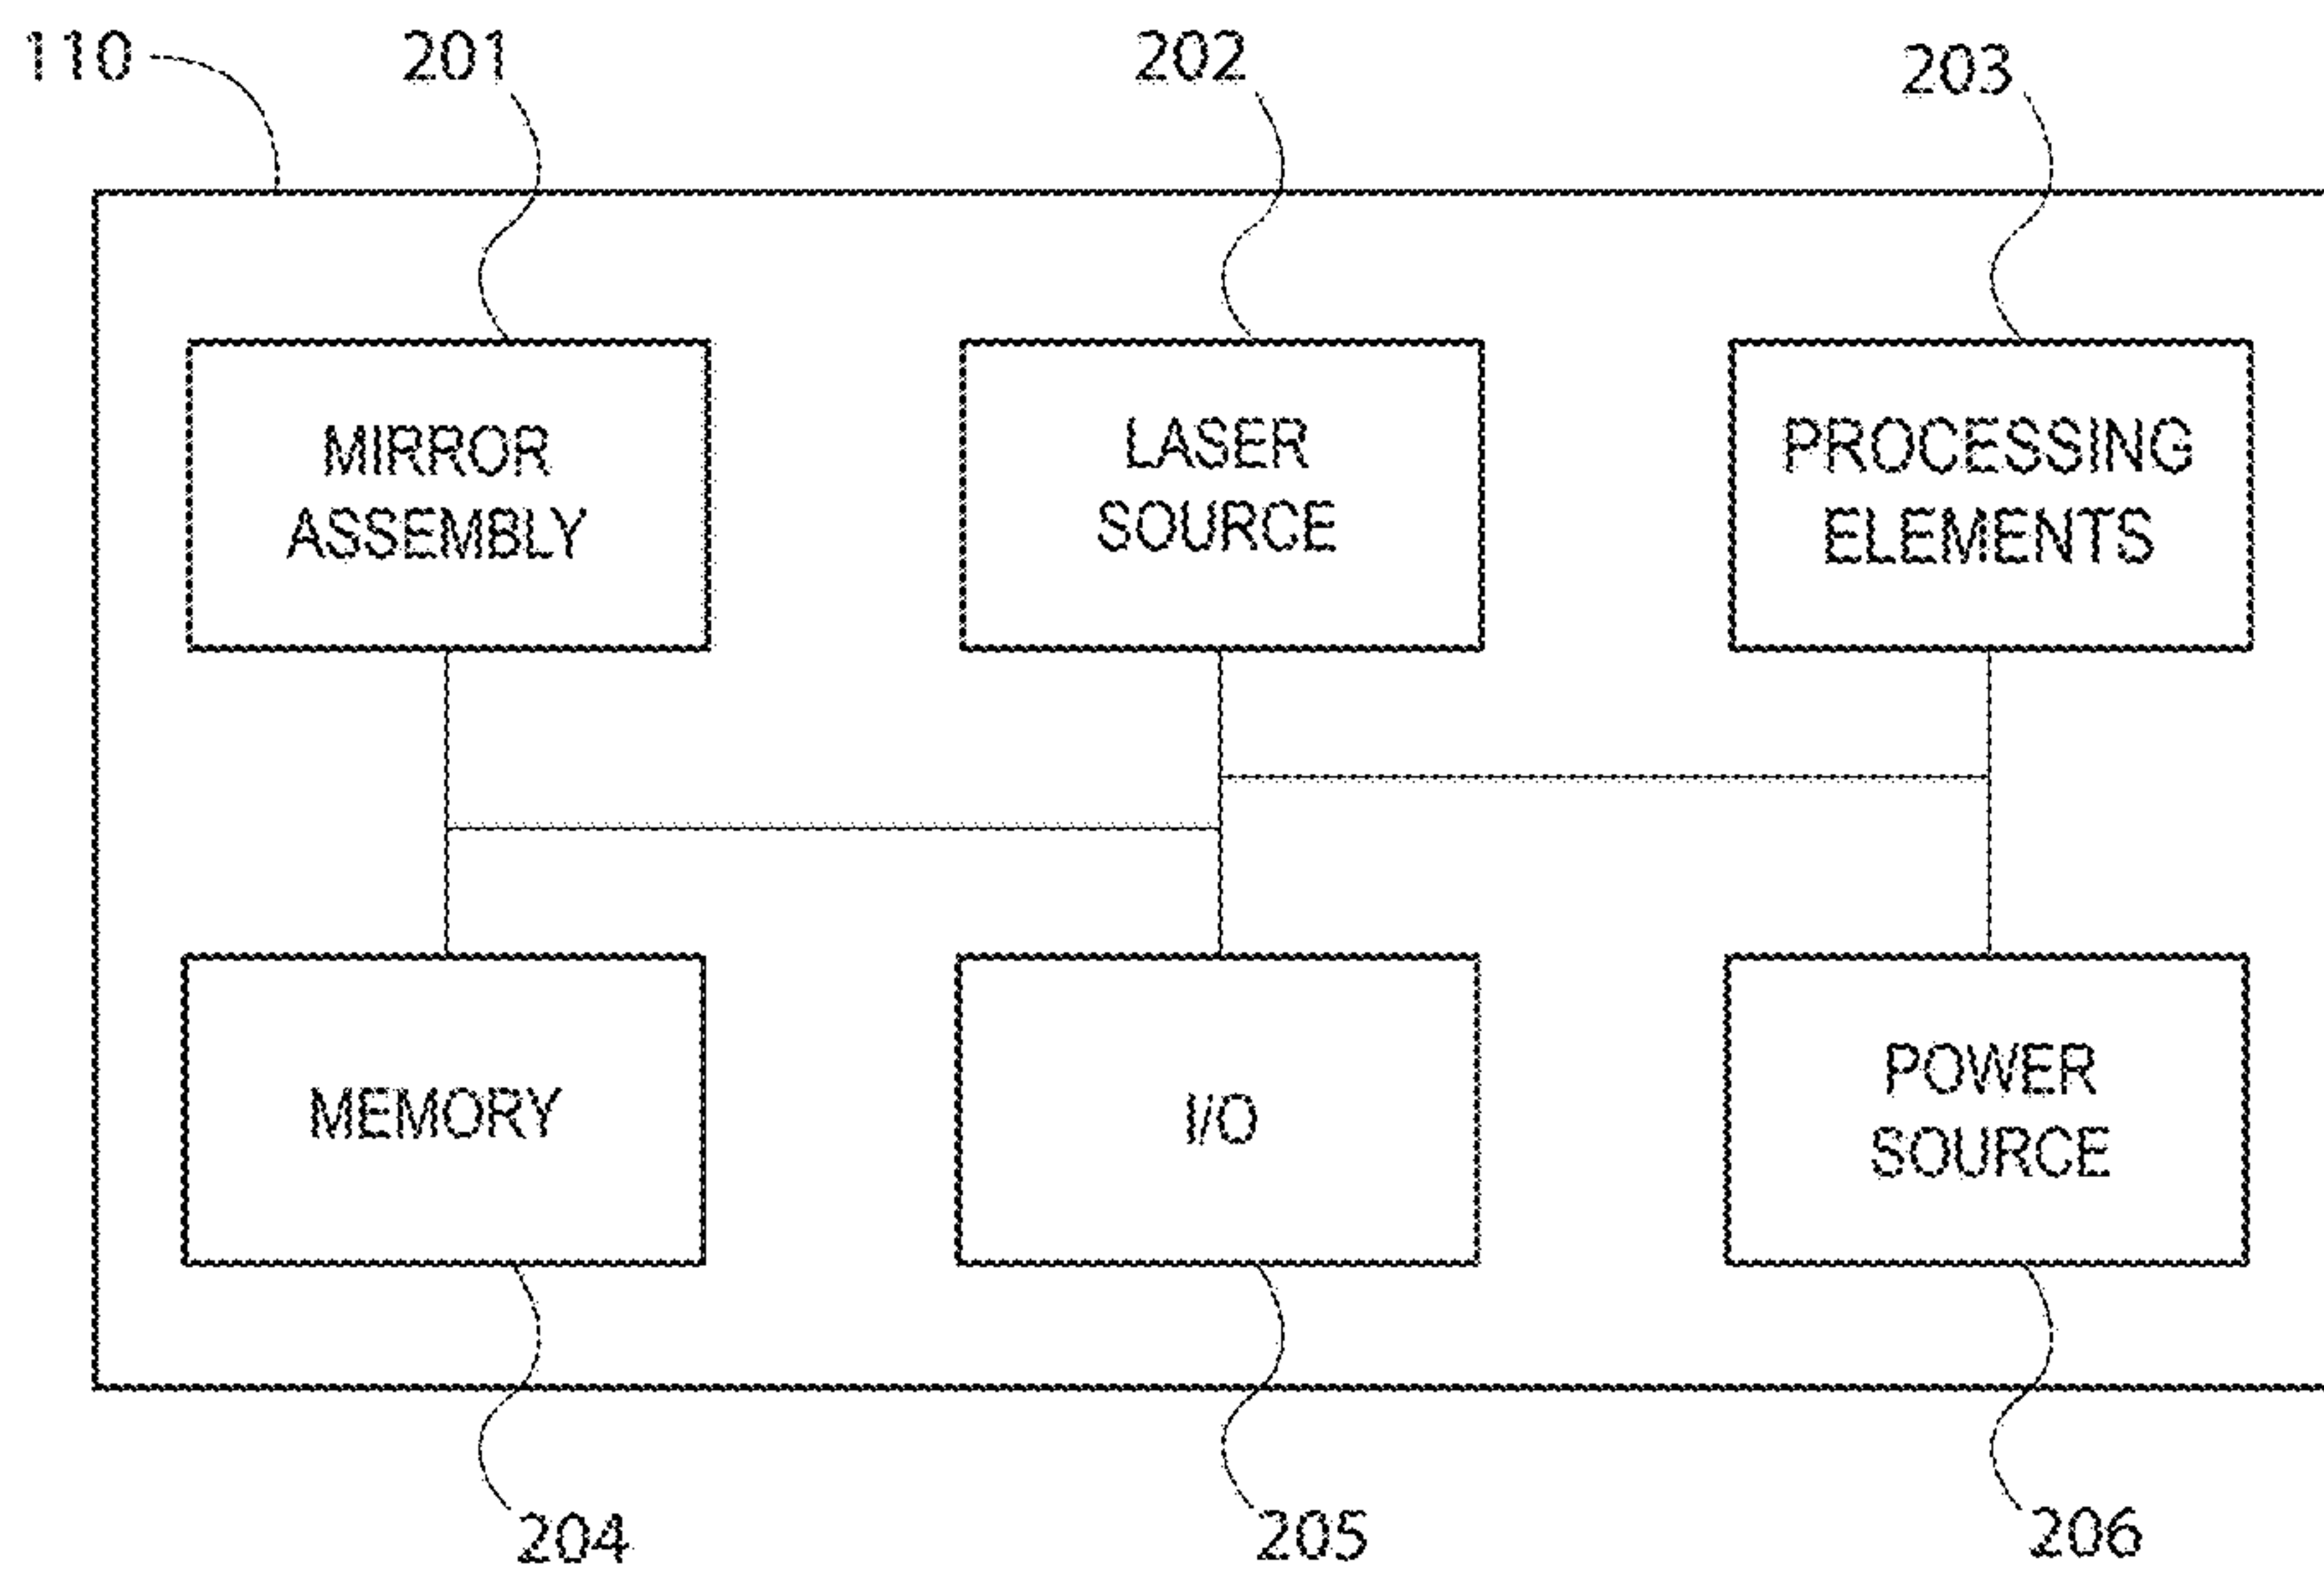 110
201
202
203
MIRROR
ASSEMBLY
LASER
SOURCE
PROCESSING
ELEMENTS
MEMORY
I/O
POWER
SOURCE
204
205
206